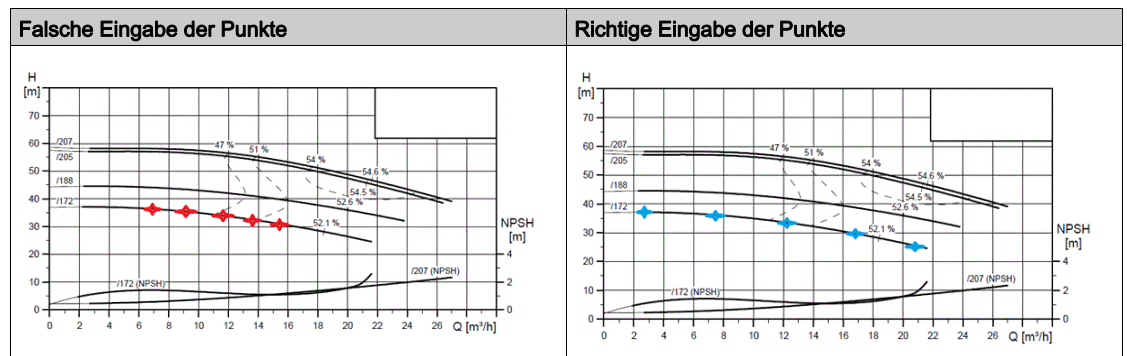 Falsche Eingabe der Punkte
Richtige Eingabe der Punkte
H
[m]
70
60
50
40
30
20
10
0
/207
/205
/188
/172
47 %
51 %
54 %
54.6 %
54.5 %
52.6 %
52.1 %
/172 (NPSH)
/207 (NPSH)
NPSH
[m]
4
2
0
0 2 4 6 8 10 12 14 16 18 20 22 24 26
Q [m³/h]
H
[m]
70
60
50
40
30
20
10
0
/207
/205
/188
/172
47 %
51 %
54 %
54.6 %
54.5 %
52.6 %
52.1 %
/172 (NPSH)
/207 (NPSH)
NPSH
[m]
4
2
0
0 2 4 6 8 10 12 14 16 18 20 22 24 26
Q [m³/h]